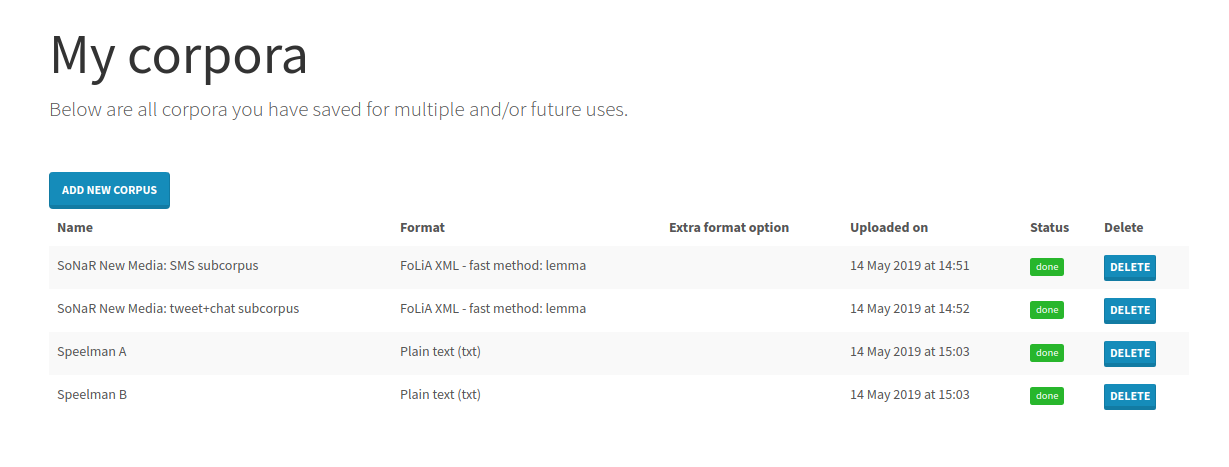 My corpora
Below are all corpora you have saved for multiple and/or future uses.
ADD NEW CORPUS
Name Format Extra format option Uploaded on Status Delete
SoNaR New Media: SMS subcorpus FoLiA XML - fast method: lemma 14 May 2019 at 14:51 done DELETE
SoNaR New Media: tweet+chat subcorpus FoLiA XML - fast method: lemma 14 May 2019 at 14:52 done DELETE
Speelman A Plain text (txt) 14 May 2019 at 15:03 done DELETE
Speelman B Plain text (txt) 14 May 2019 at 15:03 done DELETE